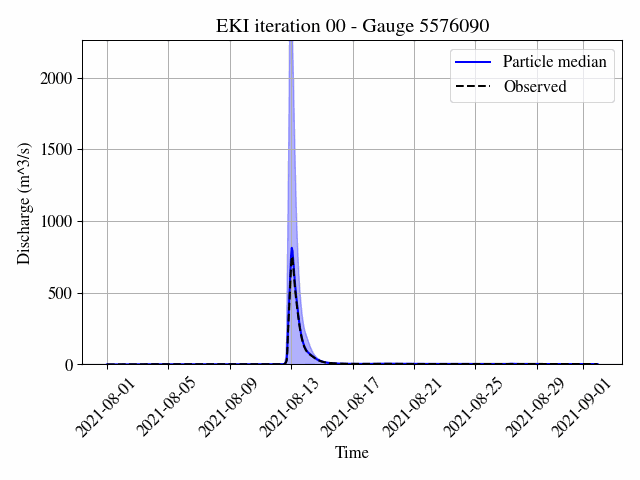 EKI iteration 00 - Gauge 5576090
Particle median
Observed
Discharge (m^3/s)
2000
1500
1000
500
0
2021-08-01
2021-08-05
2021-08-09
2021-08-13
2021-08-17
2021-08-21
2021-08-25
2021-08-29
2021-09-01
Time